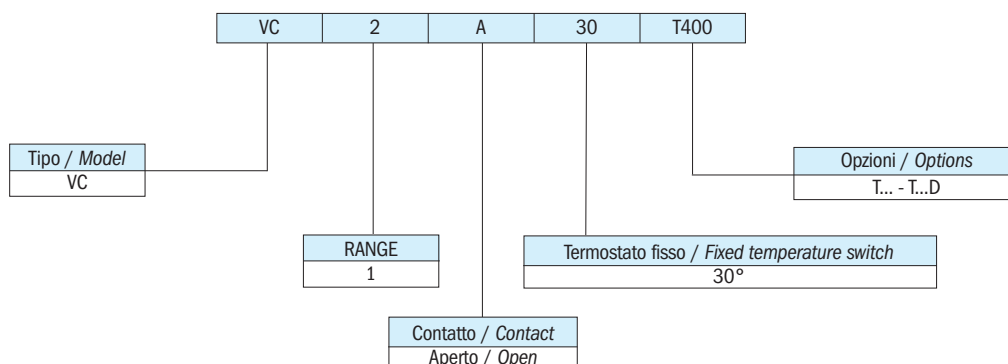 VC 2 A 30 T400
Tipo / Model
VC
Opzioni / Options
T... - T...D
RANGE
1
Termostato fisso / Fixed temperature switch
30°
Contatto / Contact
Aperto / Open